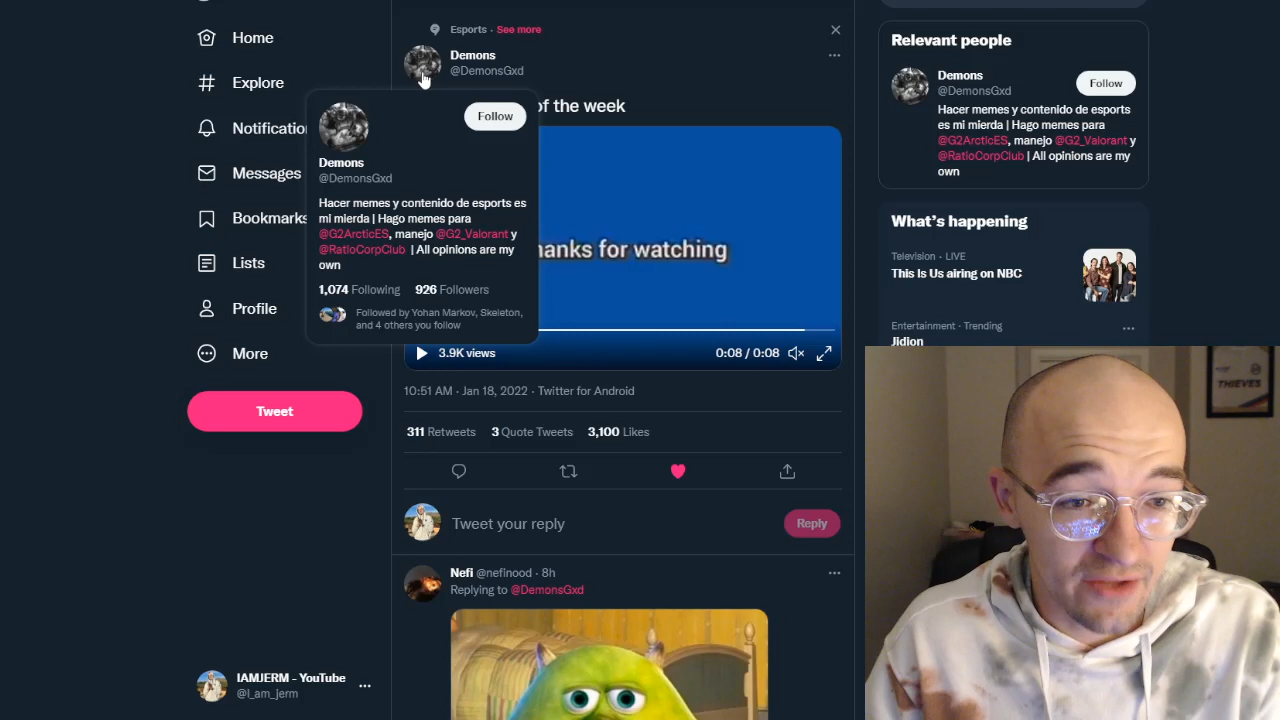 Home
Explore
Notificatio
Messages
Bookmarks
Lists
Profile
More
Tweet
IAMJERM - YouTube
@I_am_jerm
Esports · See more
Demons
@DemonsGxd
of the week
Follow
Demons
@DemonsGxd
Hacer memes y contenido de esports es
mi mierda | Hago memes para
@G2ArcticES, manejo @G2_Valorant y
@RatioCorpClub | All opinions are my
own
1,074 Following 926 Followers
Followed by Yohan Markov, Skeleton,
and 4 others you follow
hanks for watching
3.9K views
0:08 / 0:08
10:51 AM · Jan 18, 2022 · Twitter for Android
311 Retweets 3 Quote Tweets 3,100 Likes
Tweet your reply
Reply
Nefi @nefinood · 8h
Replying to @DemonsGxd
Relevant people
Demons
@DemonsGxd
Follow
Hacer memes y contenido de esports
es mi mierda | Hago memes para
@G2ArcticES, manejo @G2_Valorant y
@RatioCorpClub | All opinions are my
own
What's happening
Television · LIVE
This Is Us airing on NBC
Entertainment · Trending
Jidion
THIEVES